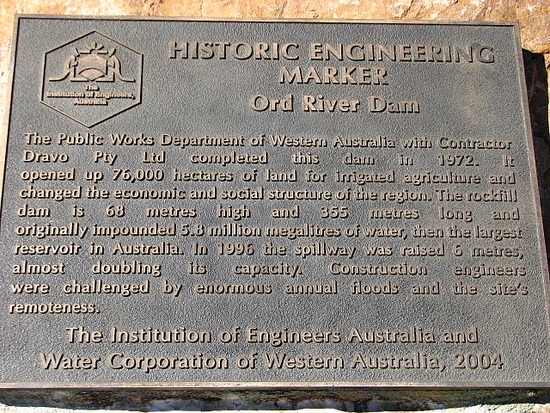 The
Institution of Engineers,
Australia
HISTORIC ENGINEERING
MARKER
Ord River Dam
The Public Works Department of Western Australia with Contractor
Dravo Pty Ltd completed this dam in 1972. It
opened up 76,000 hectares of land for irrigated agriculture and
changed the economic and social structure of the region. The rockfill
dam is 68 metres high and 355 metres long and
originally impounded 5.8 million megalitres of water, then the largest
reservoir in Australia. In 1996 the spillway was raised 6 metres,
almost doubling its capacity. Construction engineers
were challenged by enormous annual floods and the site's
remoteness.
The Institution of Engineers Australia and
Water Corporation of Western Australia, 2004